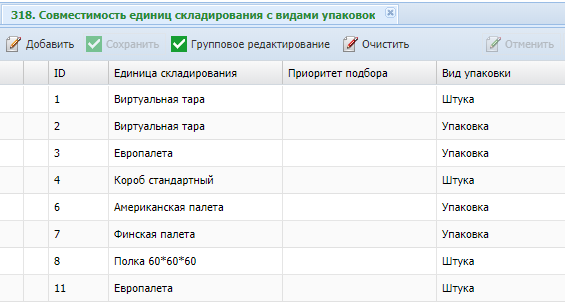 318. Совместимость единиц складирования с видами упаковок
Добавить Сохранить Групповое редактирование Очистить Отменить
ID Единица складирования Приоритет подбора Вид упаковки
1 Виртуальная тара Штука
2 Виртуальная тара Упаковка
3 Европалета Упаковка
4 Короб стандартный Штука
6 Американская палета Упаковка
7 Финская палета Упаковка
8 Полка 60*60*60 Штука
11 Европалета Штука